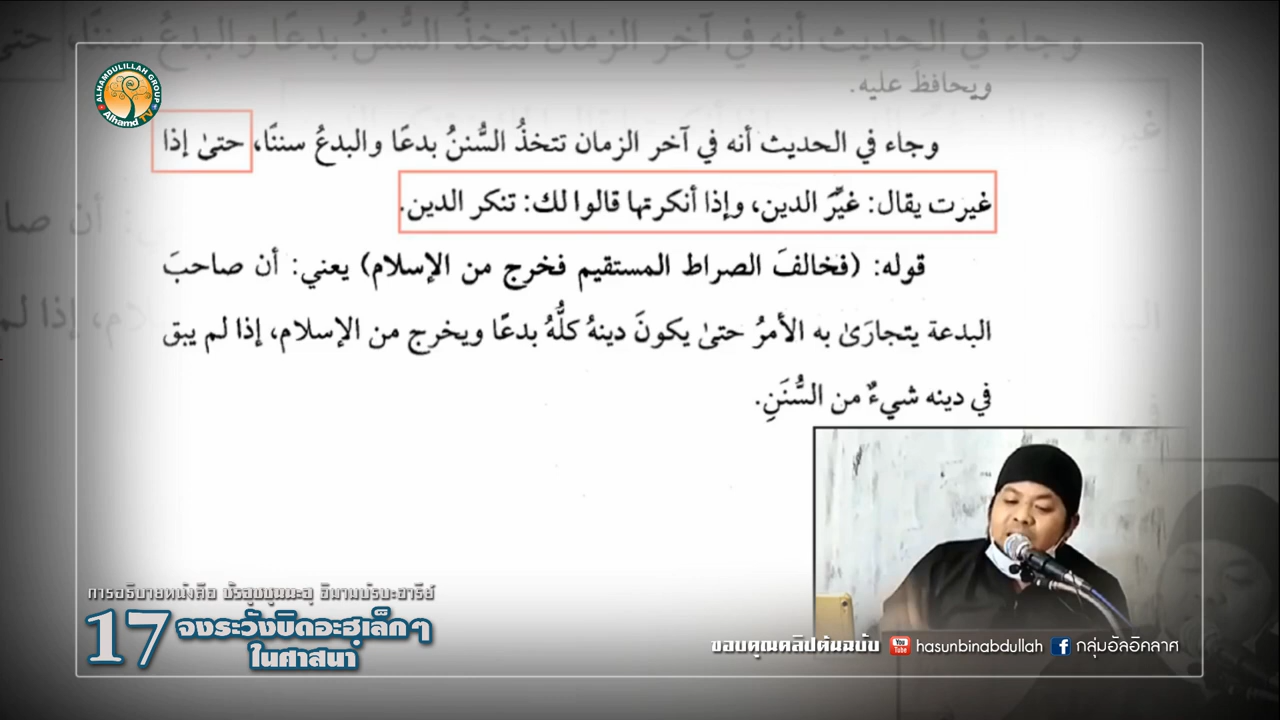 ALHAMDULILLAH GROUP
Alhamd TV
ويحافظ عليه.
وجاء في الحديث أنه في آخر الزمان تتخذُ السُّننُ بدعًا والبدعُ سننًا، حتىٰ إذا
غيرت يقال: غيِّرَ الدين، وإذا أنكرتها قالوا لك: تنكر الدين.
قوله: (فخالفَ الصراط المستقيم فخرج من الإسلام) يعني: أن صاحبَ
البدعة يتجارَىٰ به الأمرُ حتىٰ يكونَ دينهُ كلُّهُ بدعًا ويخرج من الإسلام، إذا لم يبق
في دينه شيءٌ من السُّنَنِ.
การอธิบายหนังสือ ชัรฮุซซุนนะฮฺ อิมามบัรบะฮารีย์
17 จงระวังบิดอะฮฺเล็กๆ
ในศาสนา
ขอบคุณคลิปต้นฉบับ YouTube hasunbinabdullah f กลุ่มอัลอิคลาศ